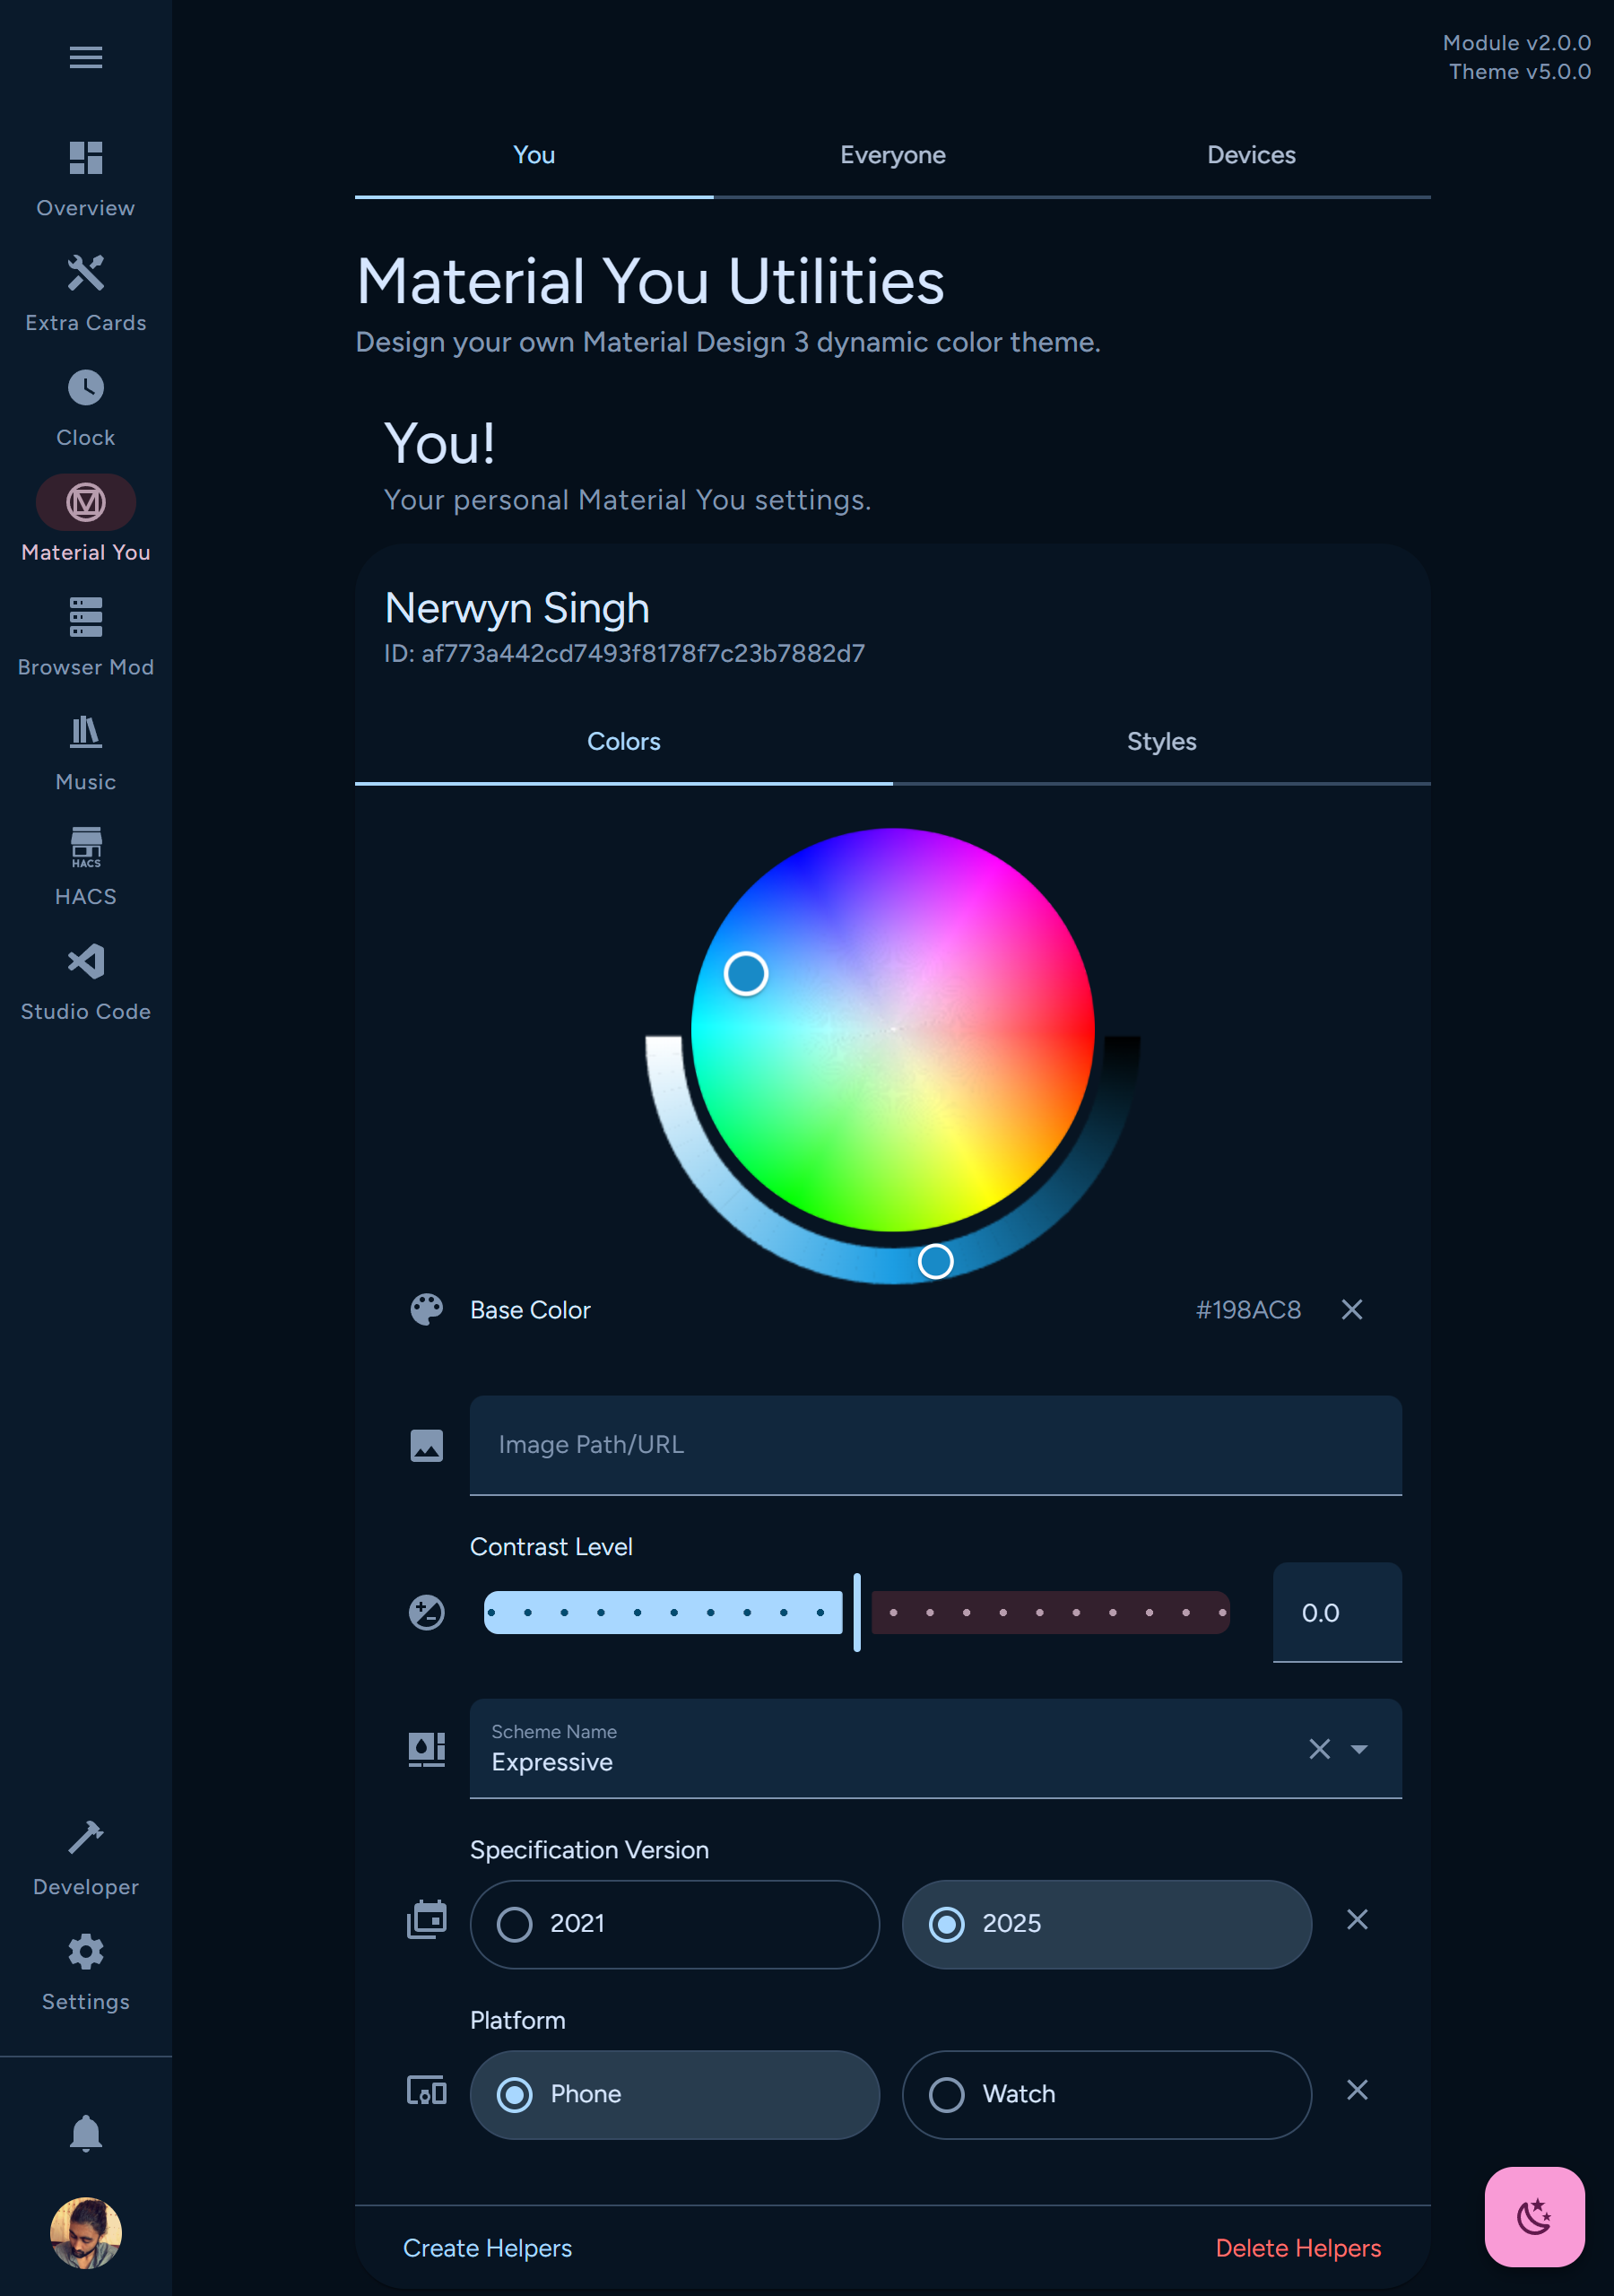 Module v2.0.0
Theme v5.0.0
Overview
Extra Cards
Clock
Material You
Browser Mod
Music
HACS
HACS
Studio Code
Developer
Settings
You
Everyone
Devices
Material You Utilities
Design your own Material Design 3 dynamic color theme.
You!
Your personal Material You settings.
Nerwyn Singh
ID: af773a442cd7493f8178f7c23b7882d7
Colors
Styles
Base Color
#198AC8
Image Path/URL
Contrast Level
0.0
Scheme Name
Expressive
Specification Version
2021
2025
Platform
Phone
Watch
Create Helpers
Delete Helpers